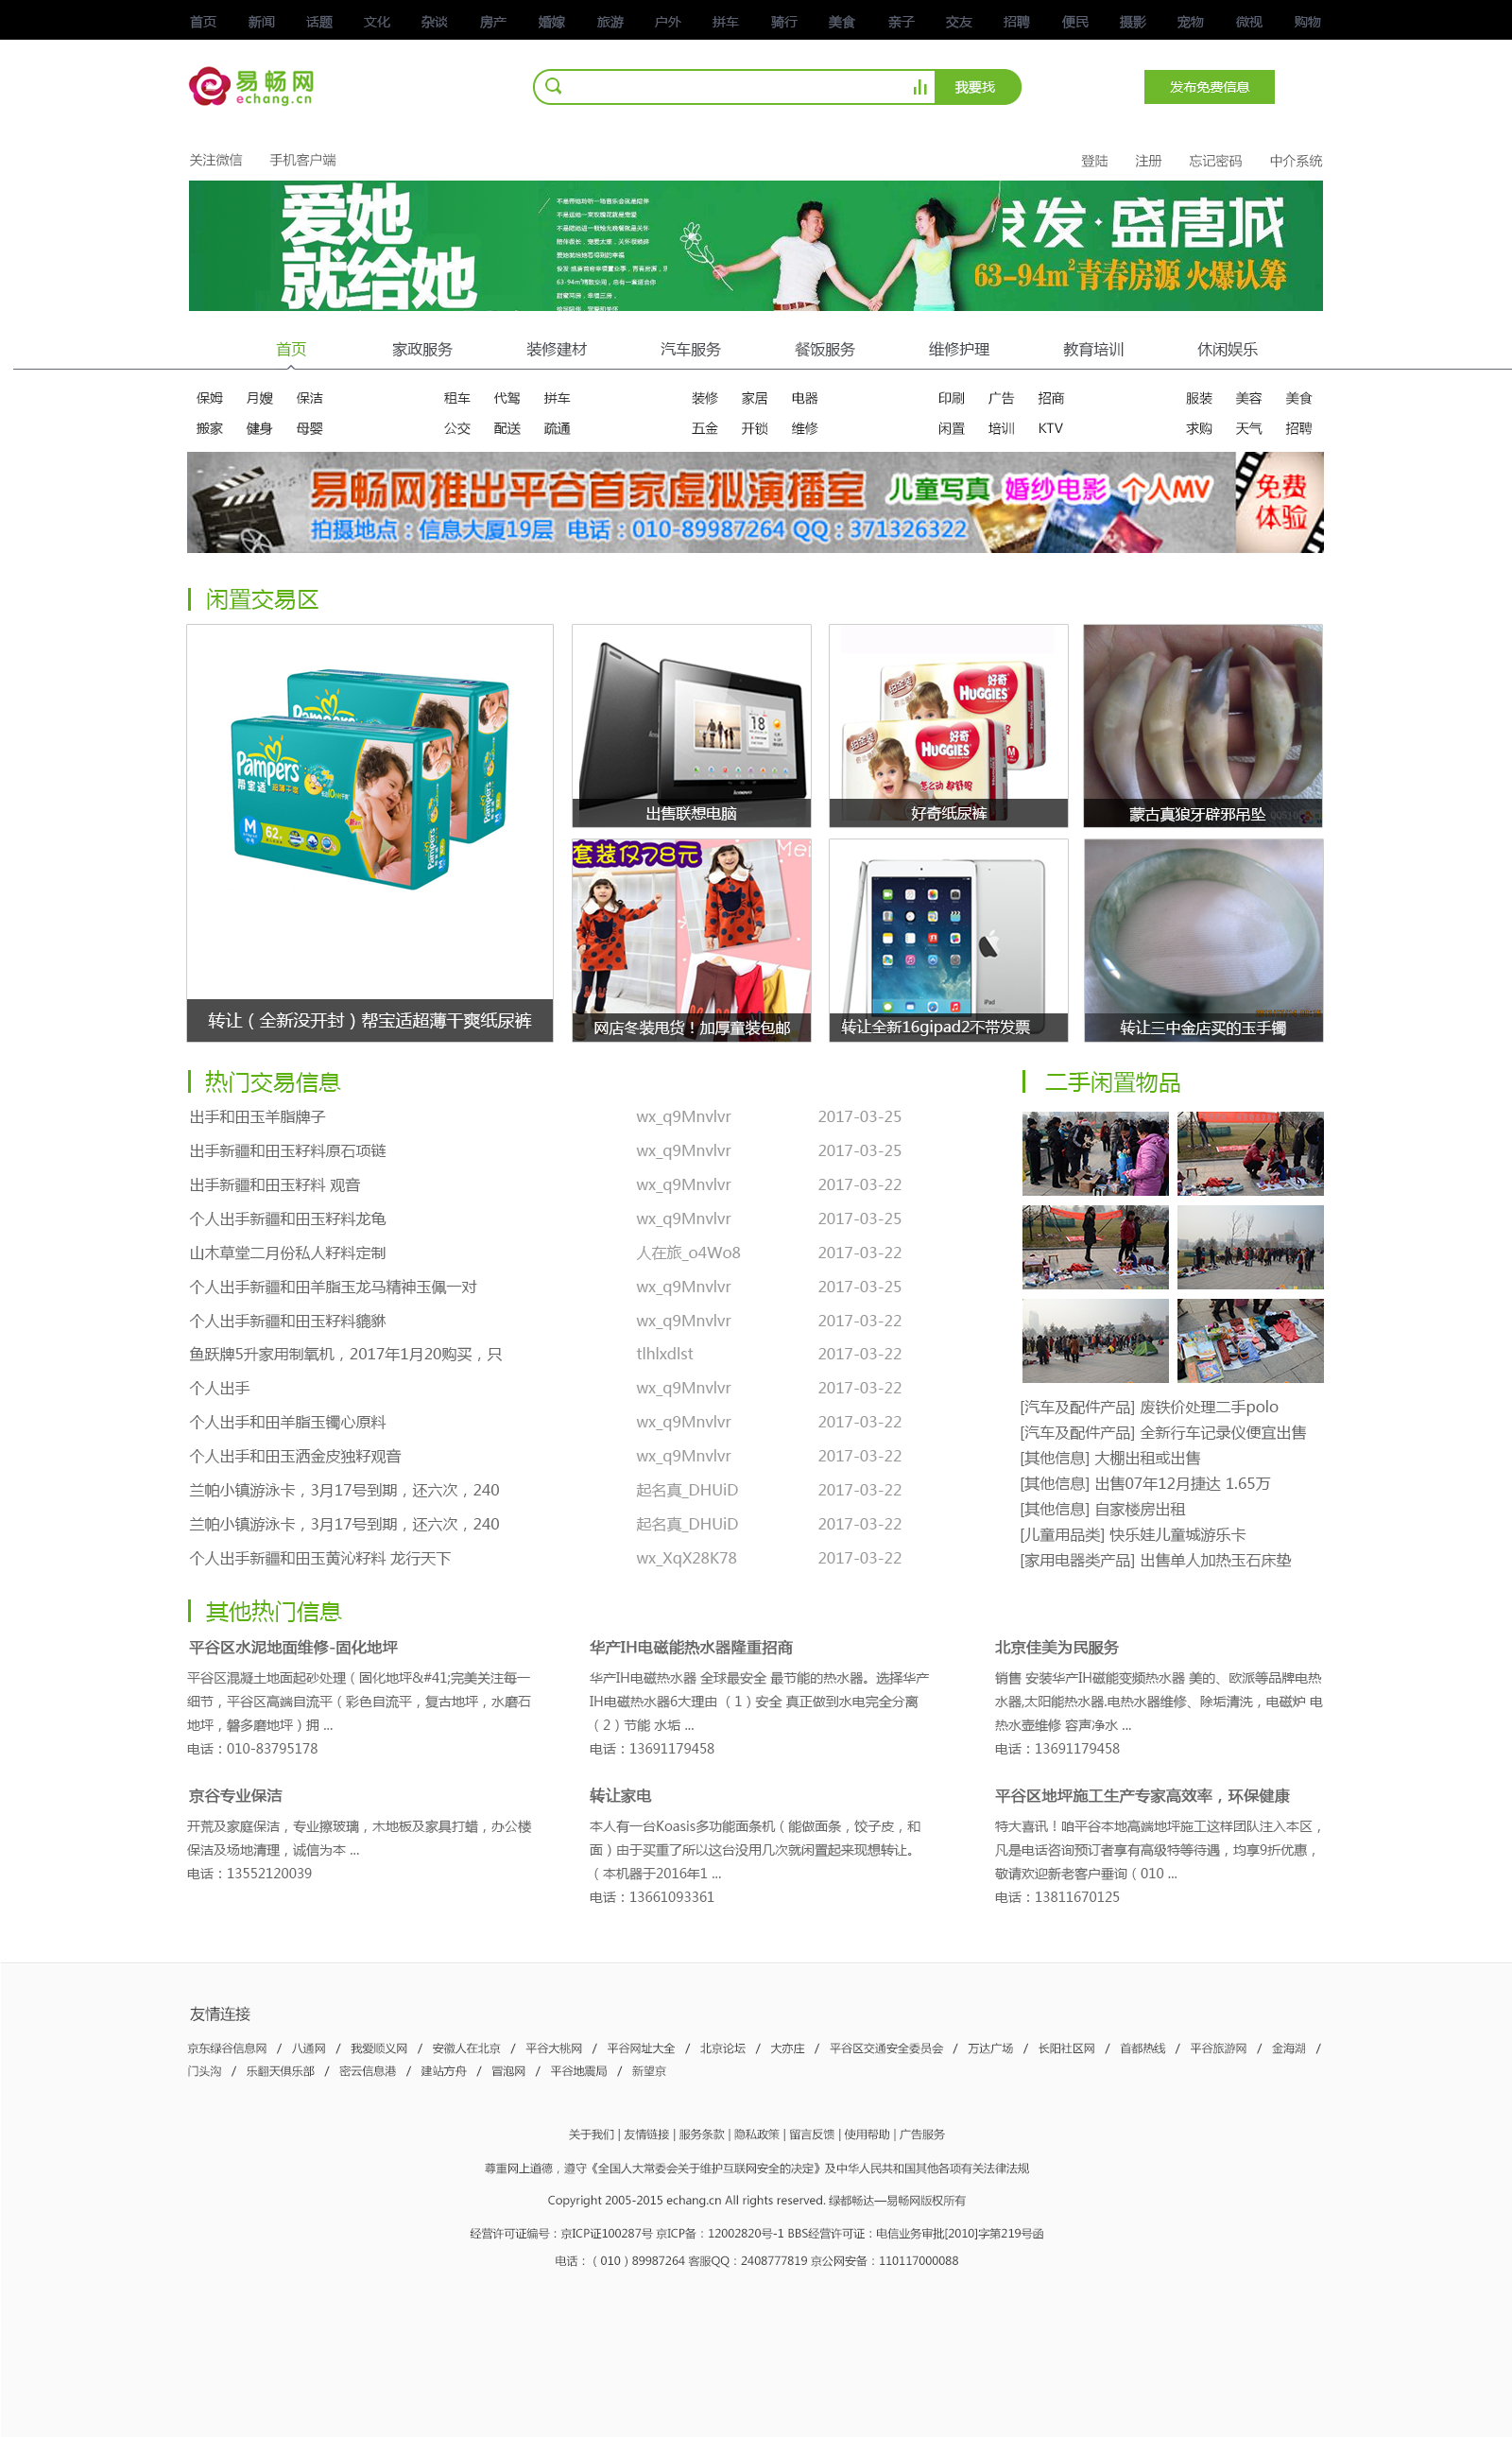 首页 新闻 话题 文化 杂谈 房产 婚嫁 旅游 户外 拼车 骑行 美食 亲子 交友 招聘 便民 摄影 宠物 微视 购物
易畅网
echang.cn
我要找
发布免费信息
关注微信 手机客户端
登陆 注册 忘记密码 中介系统
爱她
就给她
发·盛唐城
63-94m²青春房源 火爆认筹
首页 家政服务 装修建材 汽车服务 餐饭服务 维修护理 教育培训 休闲娱乐
保姆 月嫂 保洁 租车 代驾 拼车 装修 家居 电器 印刷 广告 招商 服装 美容 美食
搬家 健身 母婴 公交 配送 疏通 五金 开锁 维修 闲置 培训 KTV 求购 天气 招聘
易畅网推出平谷首家虚拟演播室 儿童写真 婚纱电影 个人MV
拍摄地点：信息大厦19层 电话：010-89987264 QQ：371326322
免费
体验
闲置交易区
Pampers
帮宝适
M
62
转让（全新没开封）帮宝适超薄干爽纸尿裤
18
lenovo
出售联想电脑
好奇
HUGGIES
好奇
HUGGIES
好奇纸尿裤
蒙古真狼牙辟邪吊坠
套装仅78元
网店冬装甩货！加厚童装包邮
iPad
转让全新16gipad2不带发票
转让三中金店买的玉手镯
热门交易信息
出手和田玉羊脂牌子 wx_q9Mnvlvr 2017-03-25
出手新疆和田玉籽料原石项链 wx_q9Mnvlvr 2017-03-25
出手新疆和田玉籽料 观音 wx_q9Mnvlvr 2017-03-22
个人出手新疆和田玉籽料龙龟 wx_q9Mnvlvr 2017-03-25
山木草堂二月份私人籽料定制 人在旅_o4Wo8 2017-03-22
个人出手新疆和田羊脂玉龙马精神玉佩一对 wx_q9Mnvlvr 2017-03-25
个人出手新疆和田玉籽料貔貅 wx_q9Mnvlvr 2017-03-22
鱼跃牌5升家用制氧机，2017年1月20购买，只 tlhlxdlst 2017-03-22
个人出手 wx_q9Mnvlvr 2017-03-22
个人出手和田羊脂玉镯心原料 wx_q9Mnvlvr 2017-03-22
个人出手和田玉洒金皮独籽观音 wx_q9Mnvlvr 2017-03-22
兰帕小镇游泳卡，3月17号到期，还六次，240 起名真_DHUiD 2017-03-22
兰帕小镇游泳卡，3月17号到期，还六次，240 起名真_DHUiD 2017-03-22
个人出手新疆和田玉黄沁籽料 龙行天下 wx_XqX28K78 2017-03-22
二手闲置物品
[汽车及配件产品] 废铁价处理二手polo
[汽车及配件产品] 全新行车记录仪便宜出售
[其他信息] 大棚出租或出售
[其他信息] 出售07年12月捷达 1.65万
[其他信息] 自家楼房出租
[儿童用品类] 快乐娃儿童城游乐卡
[家用电器类产品] 出售单人加热玉石床垫
其他热门信息
平谷区水泥地面维修-固化地坪
平谷区混凝土地面起砂处理（固化地坪&#41;完美关注每一
细节，平谷区高端自流平（彩色自流平，复古地坪，水磨石
地坪，磐多磨地坪）拥 ...
电话：010-83795178
华产IH电磁能热水器隆重招商
华产IH电磁热水器 全球最安全 最节能的热水器。选择华产
IH电磁热水器6大理由 （1）安全 真正做到水电完全分离
（2）节能 水垢 ...
电话：13691179458
北京佳美为民服务
销售 安装华产IH磁能变频热水器 美的、欧派等品牌电热
水器,太阳能热水器.电热水器维修、除垢清洗，电磁炉 电
热水壶维修 容声净水 ...
电话：13691179458
京谷专业保洁
开荒及家庭保洁，专业擦玻璃，木地板及家具打蜡，办公楼
保洁及场地清理，诚信为本 ...
电话：13552120039
转让家电
本人有一台Koasis多功能面条机（能做面条，饺子皮，和
面）由于买重了所以这台没用几次就闲置起来现想转让。
（本机器于2016年1 ...
电话：13661093361
平谷区地坪施工生产专家高效率，环保健康
特大喜讯！咱平谷本地高端地坪施工这样团队注入本区，
凡是电话咨询预订者享有高级特等待遇，均享9折优惠，
敬请欢迎新老客户垂询（010 ...
电话：13811670125
友情连接
京东绿谷信息网 / 八通网 / 我爱顺义网 / 安徽人在北京 / 平谷大桃网 / 平谷网址大全 / 北京论坛 / 大亦庄 / 平谷区交通安全委员会 / 万达广场 / 长阳社区网 / 首都热线 / 平谷旅游网 / 金海湖 /
门头沟 / 乐翻天俱乐部 / 密云信息港 / 建站方舟 / 冒泡网 / 平谷地震局 / 新望京
关于我们 | 友情链接 | 服务条款 | 隐私政策 | 留言反馈 | 使用帮助 | 广告服务
尊重网上道德，遵守《全国人大常委会关于维护互联网安全的决定》及中华人民共和国其他各项有关法律法规
Copyright 2005-2015 echang.cn All rights reserved. 绿都畅达—易畅网版权所有
经营许可证编号：京ICP证100287号 京ICP备：12002820号-1 BBS经营许可证：电信业务审批[2010]字第219号函
电话：（010）89987264 客服QQ：2408777819 京公网安备：110117000088